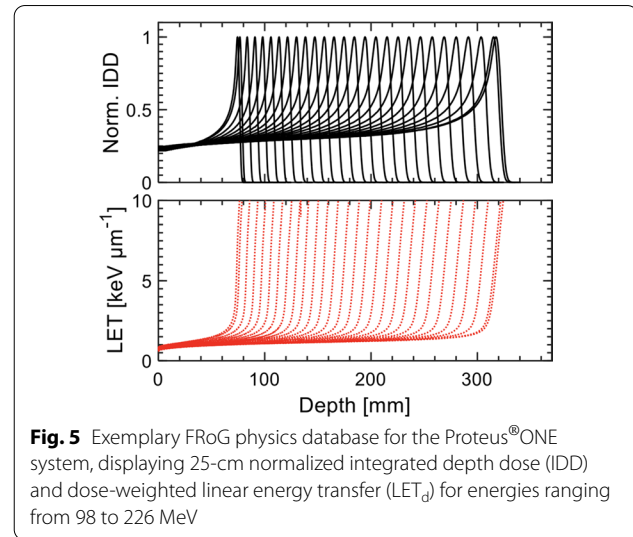 1
0.5
0
Norm. IDD
10
5
0
LET [keV μm⁻¹]
0 100 200 300
Depth [mm]
Fig. 5 Exemplary FRoG physics database for the Proteus®ONE
system, displaying 25-cm normalized integrated depth dose (IDD)
and dose-weighted linear energy transfer (LET_d) for energies ranging
from 98 to 226 MeV